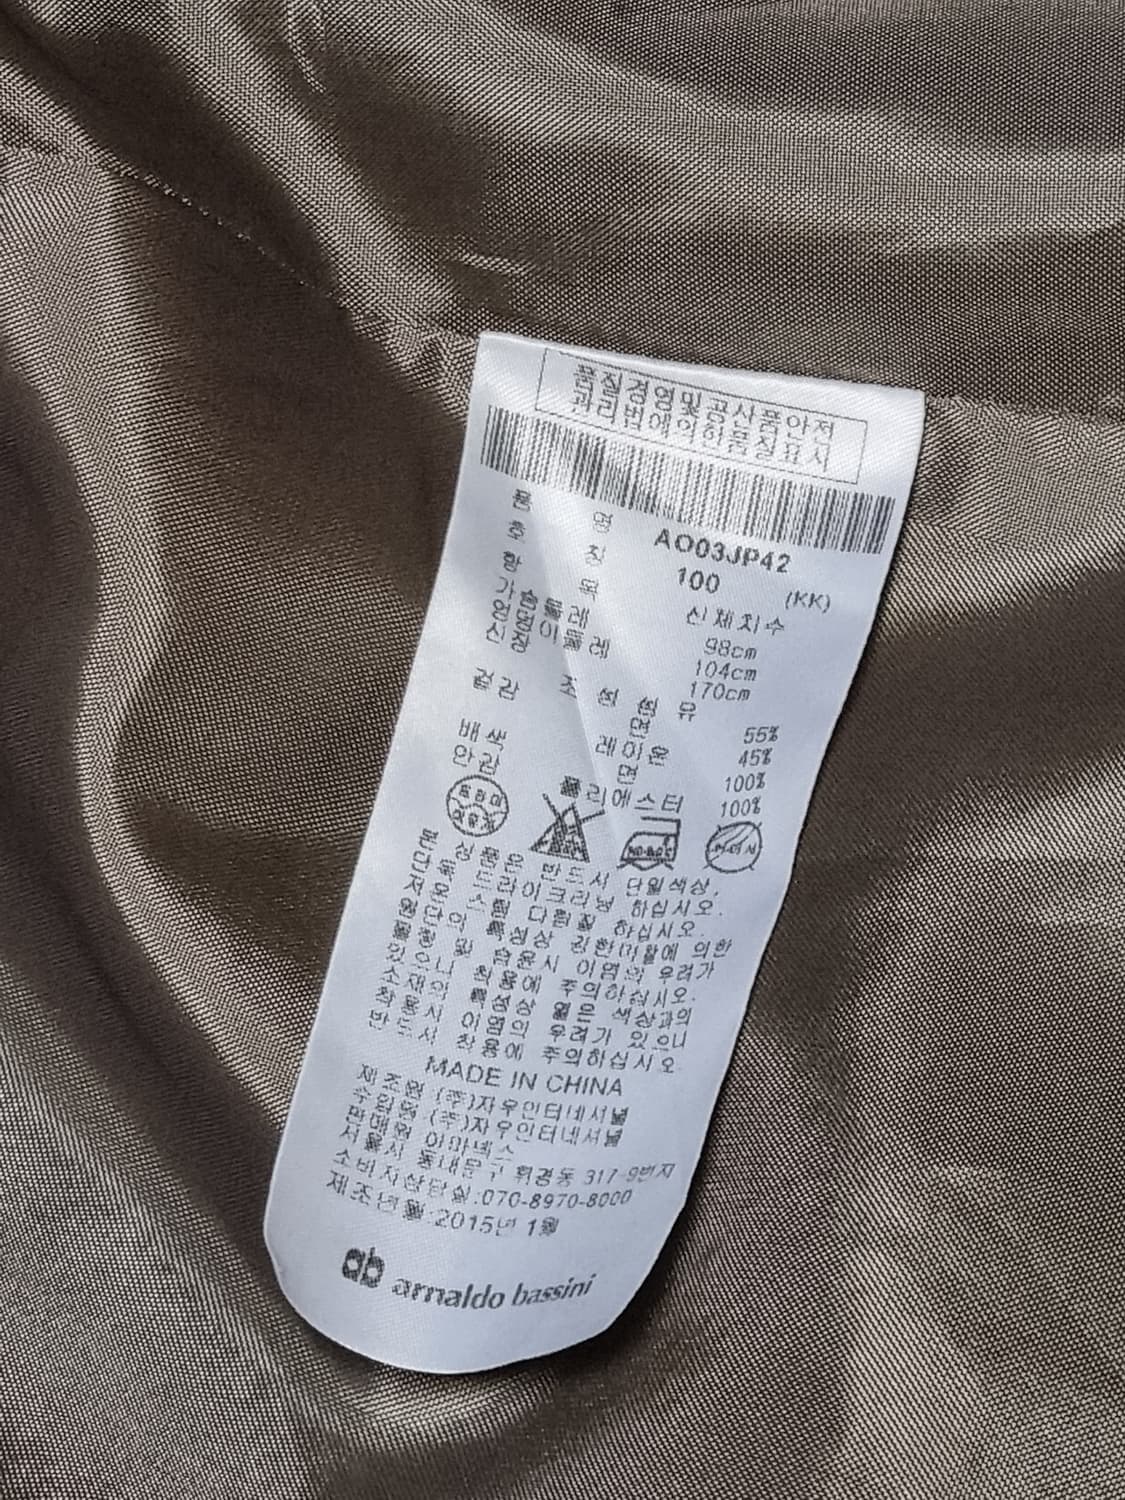 품질경영및공산품안전
관리법에의한품질표시
품 명 AO03JP42
호 칭 100 (KK)
항 목 신체치수
가슴둘레 98cm
엉덩이둘레 104cm
신장 170cm
조 성 섬 유
겉감 면 55%
레이온 45%
배색 면 100%
안감 폴리에스터 100%
드라이
석유계
본 상품은 반드시 단일색상,
단독 드라이크리닝 하십시오.
저온 스팀 다림질 하십시오.
원단의 특성상 강한마찰에 의한
물형 및 습윤시 이염의 우려가
있으니 착용에 주의하십시오.
소재의 특성상 짙은 색상과의
착용시 이염의 우려가 있으니
반드시 착용에 주의하십시오.
MADE IN CHINA
제조원 (주)자우인터네셔널
수입원 (주)자우인터네셔널
판매원 아마넥스
서울시 동대문구 휘경동 317-9번지
소비자상담실:070-8970-8000
제조년월:2015년 1월
ab arnaldo bassini